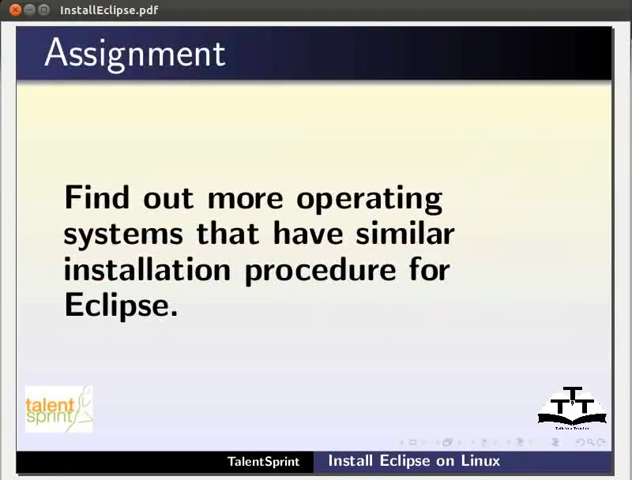 InstallEclipse.pdf
Assignment
Find out more operating
systems that have similar
installation procedure for
Eclipse.
talent
sprint
TTT
TalentSprint
Install Eclipse on Linux